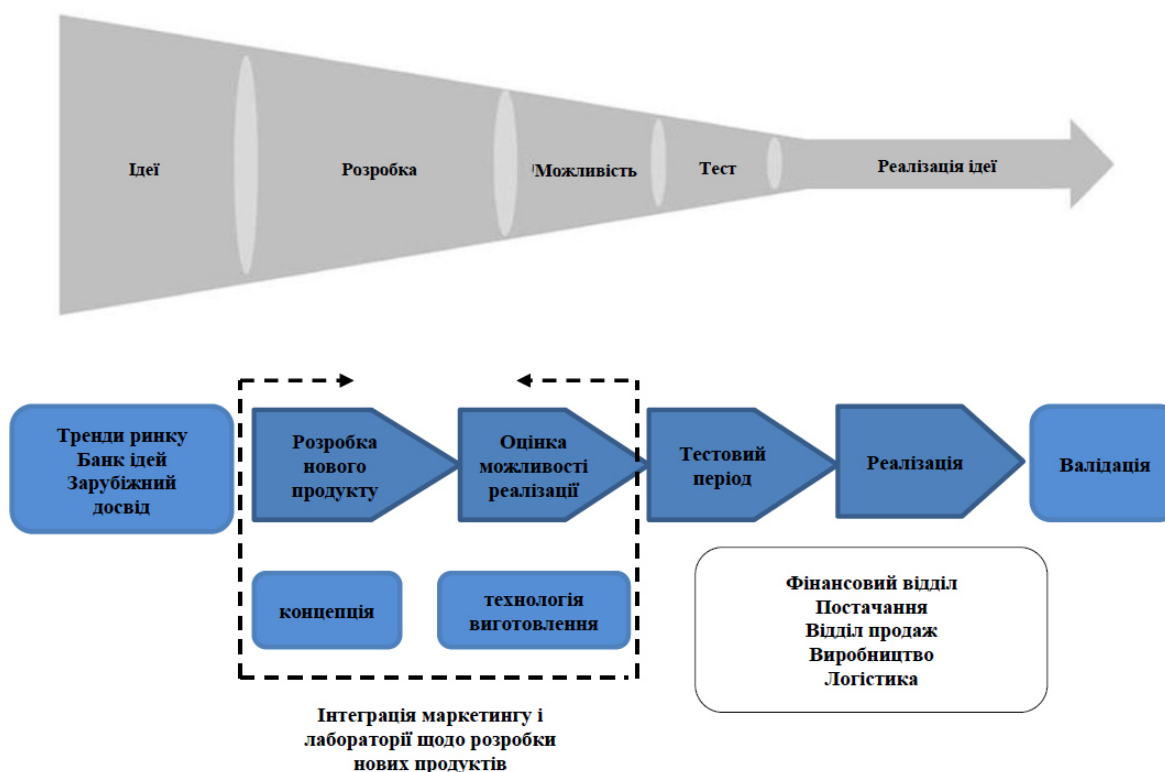 Ідеї
Розробка
Можливість
Тест
Реалізація ідеї
Тренди ринку
Банк ідей
Зарубіжний
досвід
Розробка
нового
продукту
Оцінка
можливості
реалізації
Тестовий
період
Реалізація
Валідація
концепція
технологія
виготовлення
Фінансовий відділ
Постачання
Відділ продаж
Виробництво
Логістика
Інтеграція маркетингу і
лабораторії щодо розробки
нових продуктів